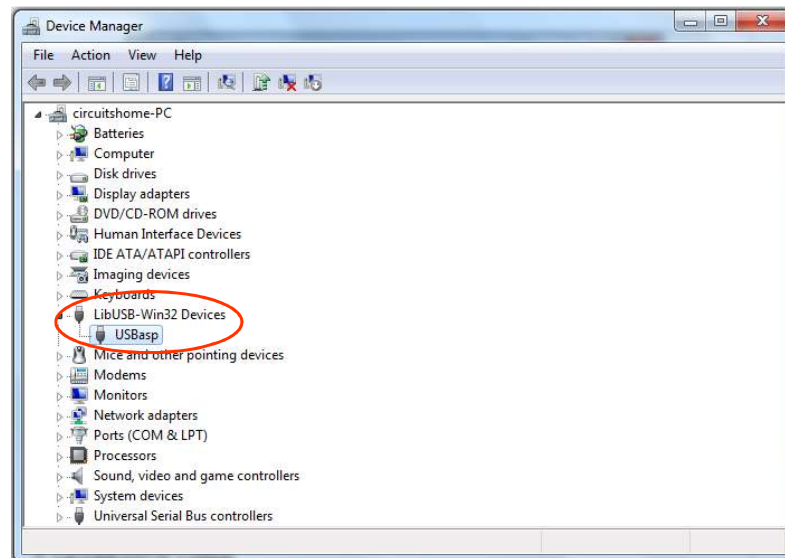 Device Manager
File Action View Help
circuitshome-PC
Batteries
Computer
Disk drives
Display adapters
DVD/CD-ROM drives
Human Interface Devices
IDE ATA/ATAPI controllers
Imaging devices
Keyboards
LibUSB-Win32 Devices
USBasp
Mice and other pointing devices
Modems
Monitors
Network adapters
Ports (COM & LPT)
Processors
Sound, video and game controllers
System devices
Universal Serial Bus controllers